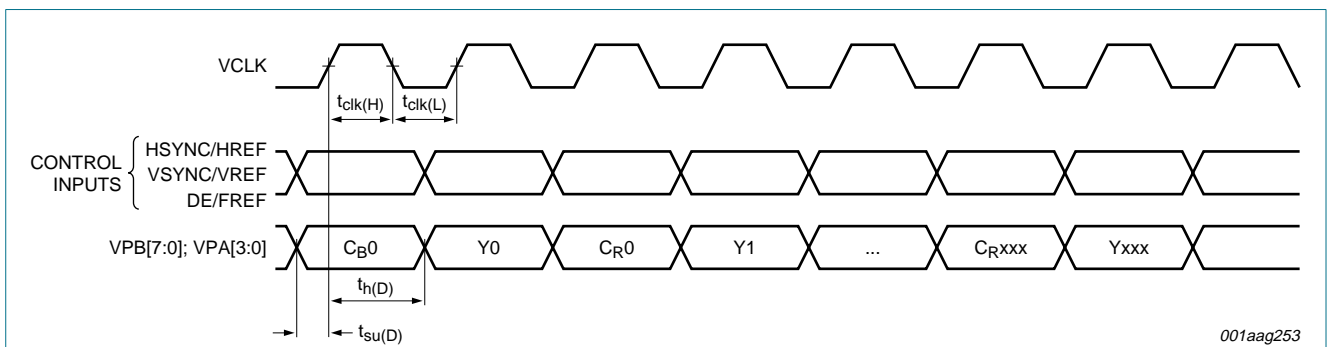 VCLK
tclk(H) tclk(L)
CONTROL INPUTS
HSYNC/HREF
VSYNC/VREF
DE/FREF
VPB[7:0]; VPA[3:0] CB0 Y0 CR0 Y1 ... CRxxx Yxxx
th(D)
tsu(D)
001aag253